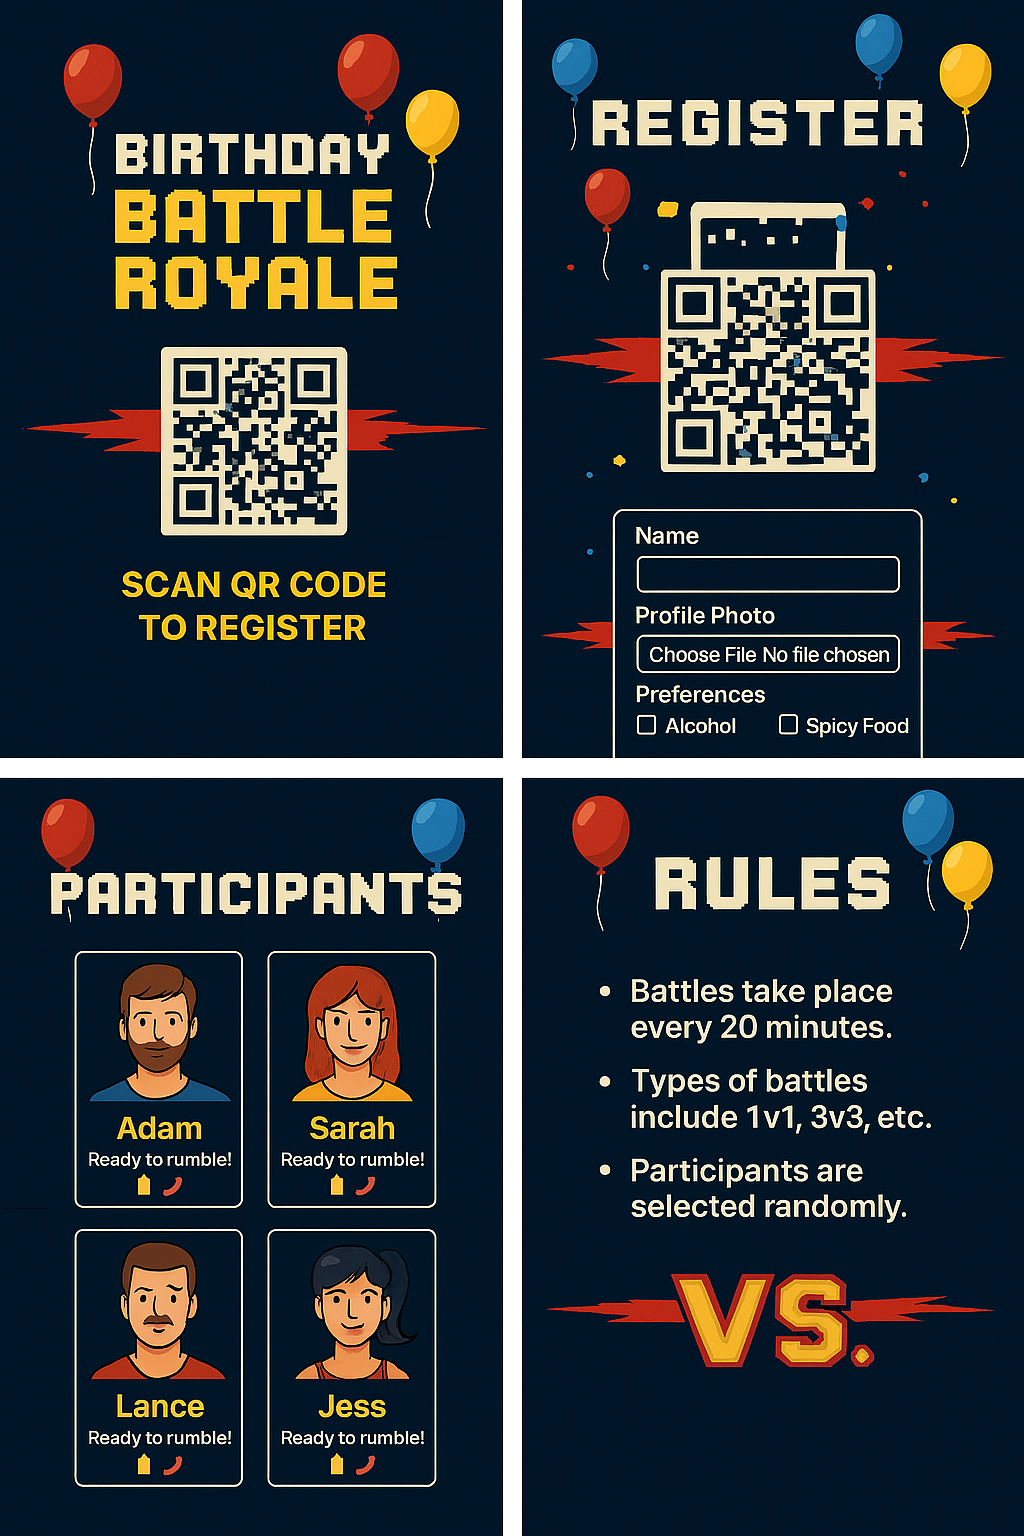 BIRTHDAY
BATTLE
ROYALE
SCAN QR CODE
TO REGISTER
REGISTER
Name
Profile Photo
Choose File No file chosen
Preferences
Alcohol
Spicy Food
PARTICIPANTS
Adam
Ready to rumble!
Sarah
Ready to rumble!
Lance
Ready to rumble!
Jess
Ready to rumble!
RULES
• Battles take place
every 20 minutes.
• Types of battles
include 1v1, 3v3, etc.
• Participants are
selected randomly.
VS.